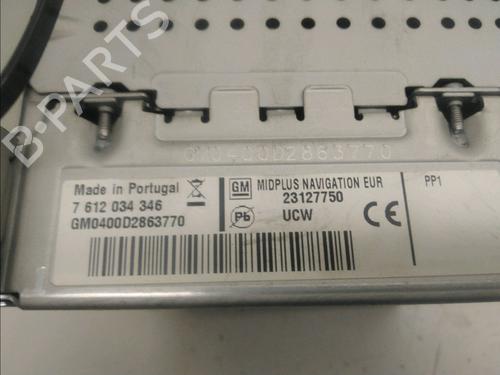 GM0400D2863770
Made in Portugal
7 612 034 346
GM0400D2863770
GM
MIDPLUS NAVIGATION EUR
23127750
Pb
UCW
CE
PP1
B-PARTS